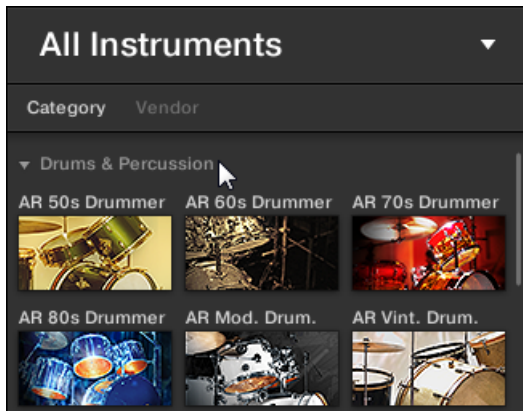 All Instruments
Category Vendor
Drums & Percussion
AR 50s Drummer AR 60s Drummer AR 70s Drummer
AR 80s Drummer AR Mod. Drum. AR Vint. Drum.